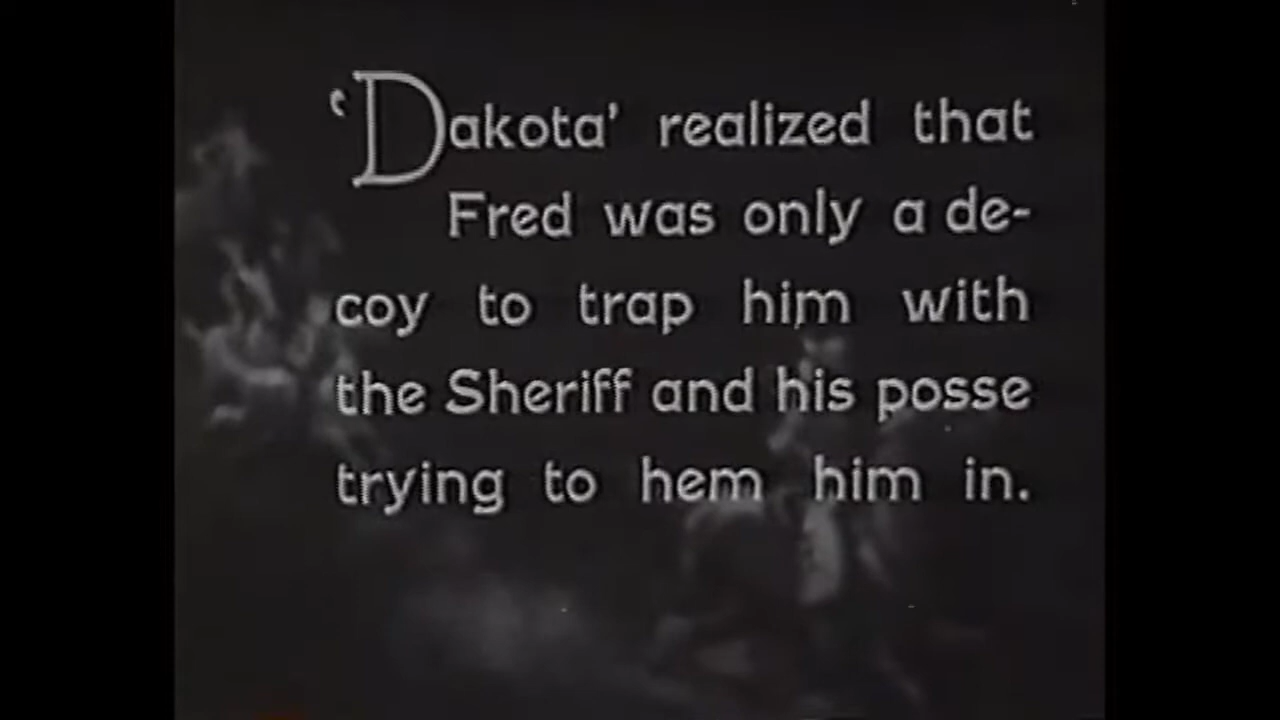 ‘Dakota’ realized that
Fred was only a de-
coy to trap him with
the Sheriff and his posse
trying to hem him in.